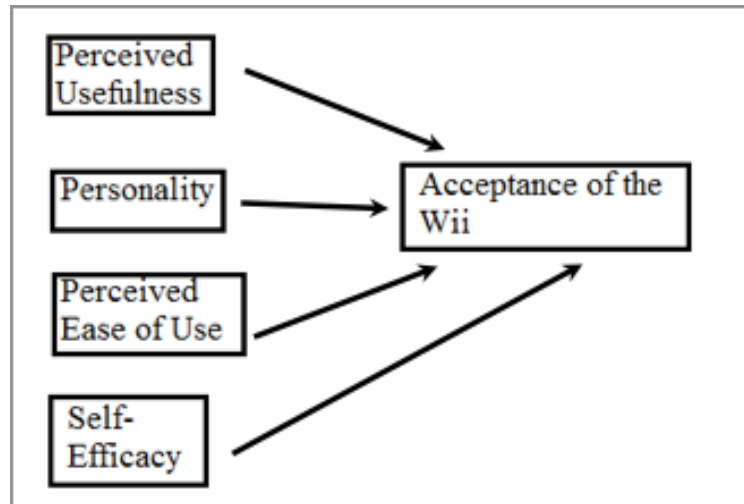 Perceived
Usefulness
Personality
Acceptance of the
Wii
Perceived
Ease of Use
Self-
Efficacy